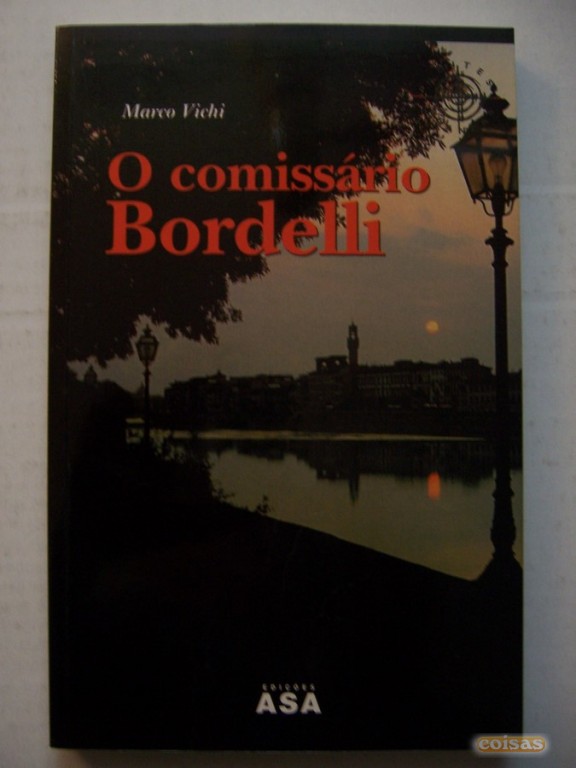 Marco Vichi
O comissário
Bordelli
EDIÇÕES
ASA
coisas